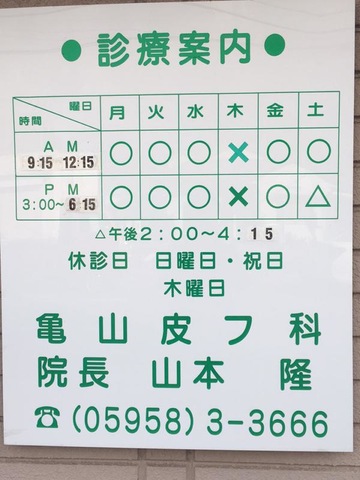 ●診療案内●
曜日 時間 月 火 水 木 金 土
AM 9:15 12:15 ○ ○ ○ × ○ ○
PM 3:00~6:15 ○ ○ ○ × ○ △
△午後2:00~4:15
休診日 日曜日・祝日
木曜日
亀山皮フ科
院長 山本 隆
☎(05958)3-3666